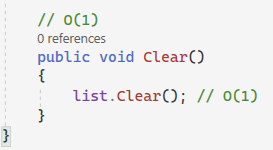 // O(1)
0 references
public void Clear()
{
list.Clear(); // O(1)
}
}